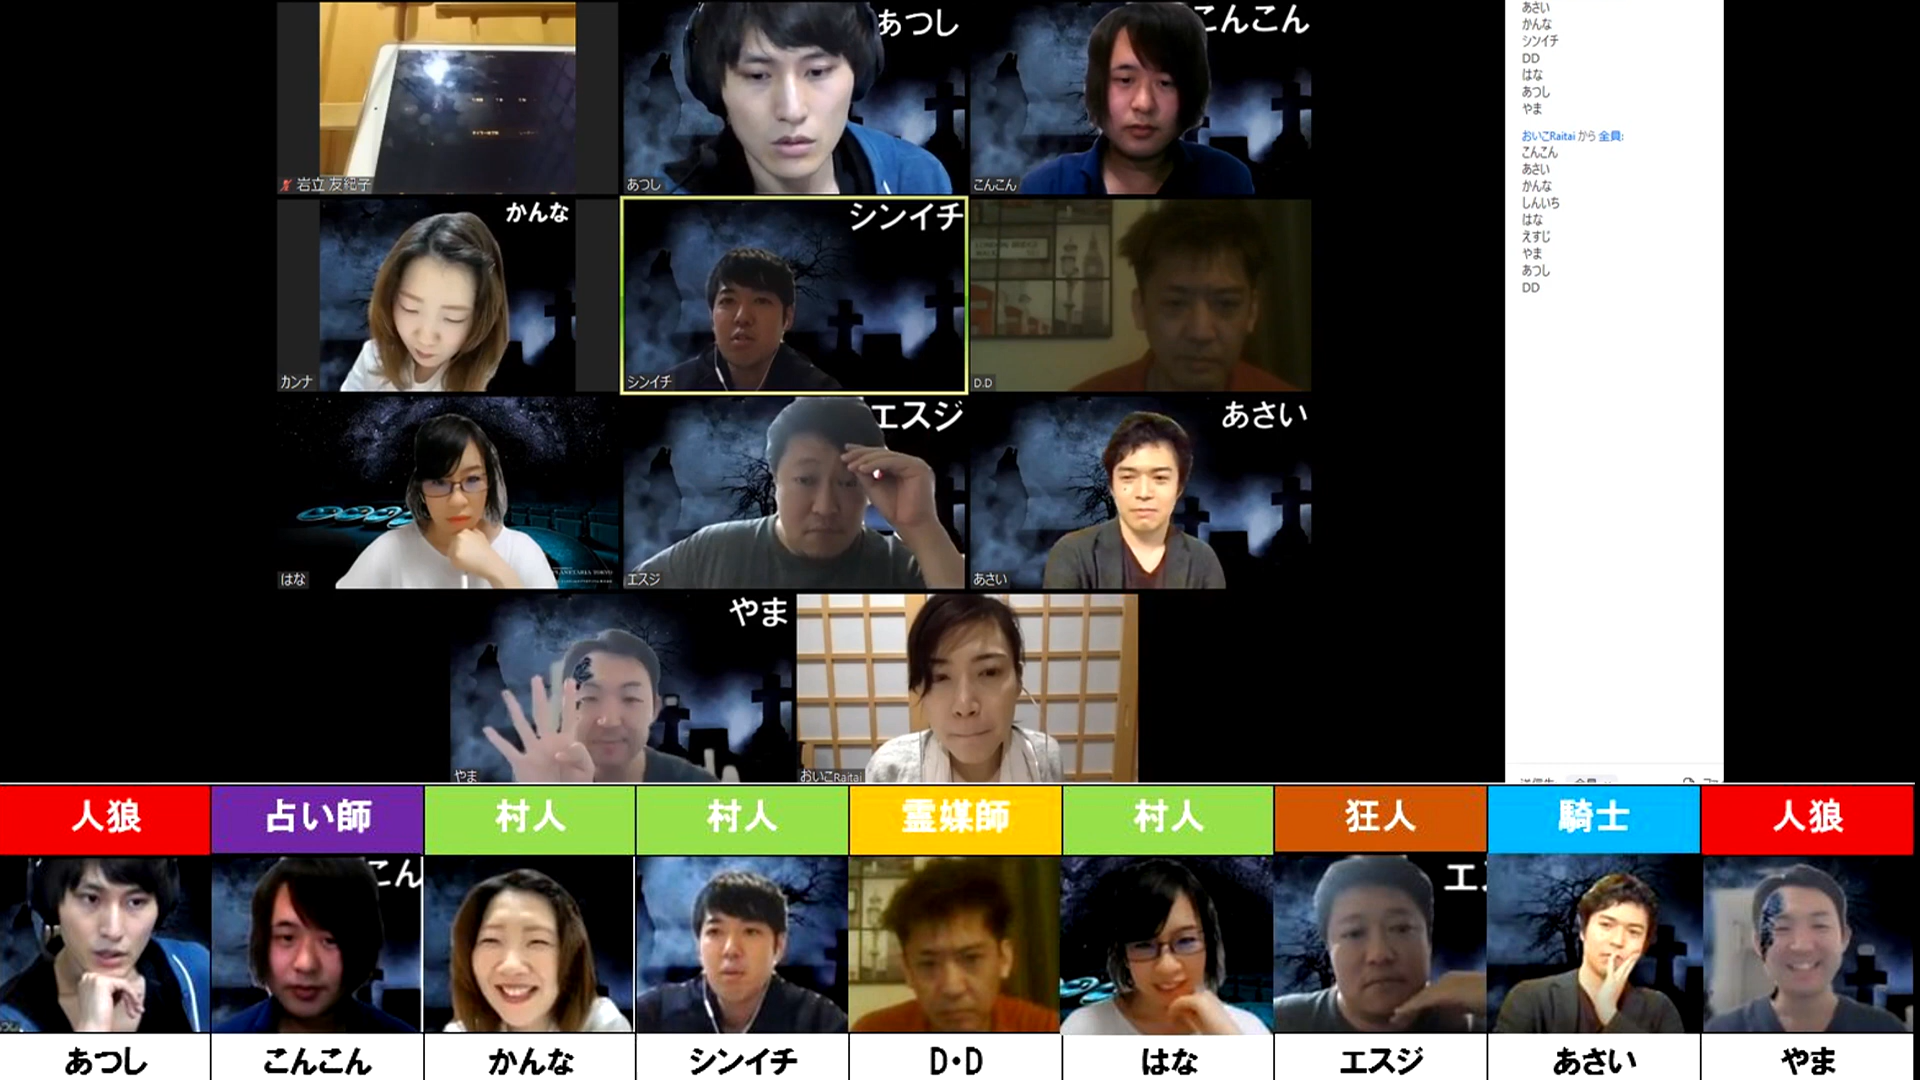 あつし
こんこん
岩立 友紀子
あつし
こんこん
かんな
シンイチ
カンナ
シンイチ
D.D
エスジ
あさい
はな
エスジ
あさい
やま
やま
おいこRaitai
あさい
かんな
シンイチ
DD
はな
あつし
やま
おいこRaitai から 全員:
こんこん
あさい
かんな
しんいち
はな
えすじ
やま
あつし
DD
人狼 占い師 村人 村人 霊媒師 村人 狂人 騎士 人狼
あつし こんこん かんな シンイチ D・D はな エスジ あさい やま